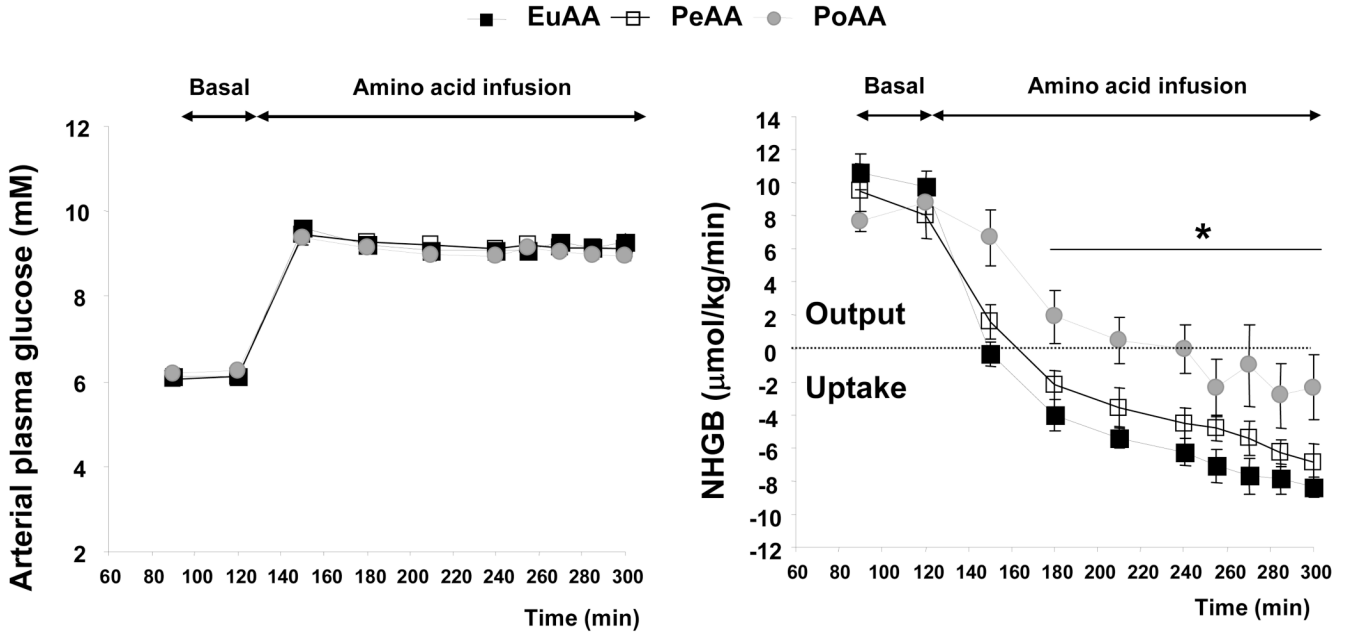 EuAA PeAA PoAA
Basal Amino acid infusion
Arterial plasma glucose (mM)
12
10
8
6
4
2
60 80 100 120 140 160 180 200 220 240 260 280 300
Time (min)
Basal Amino acid infusion
NHGB (μmol/kg/min)
14
12
10
8
6
4
2
0
-2
-4
-6
-8
-10
-12
*
Output
Uptake
60 80 100 120 140 160 180 200 220 240 260 280 300
Time (min)